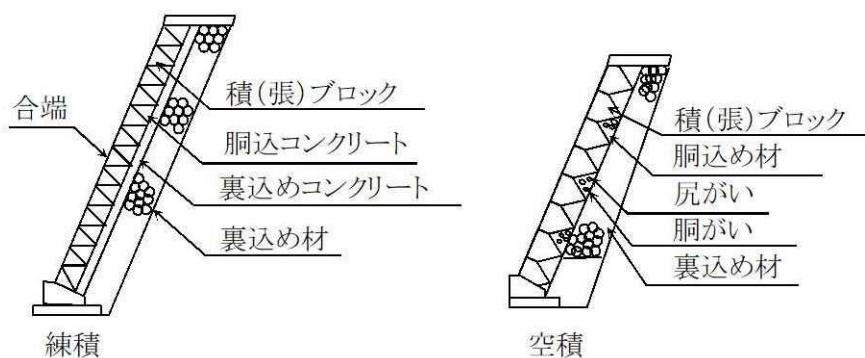 合端
積(張)ブロック
胴込コンクリート
裏込めコンクリート
裏込め材
練積
積(張)ブロック
胴込め材
尻がい
胴がい
裏込め材
空積